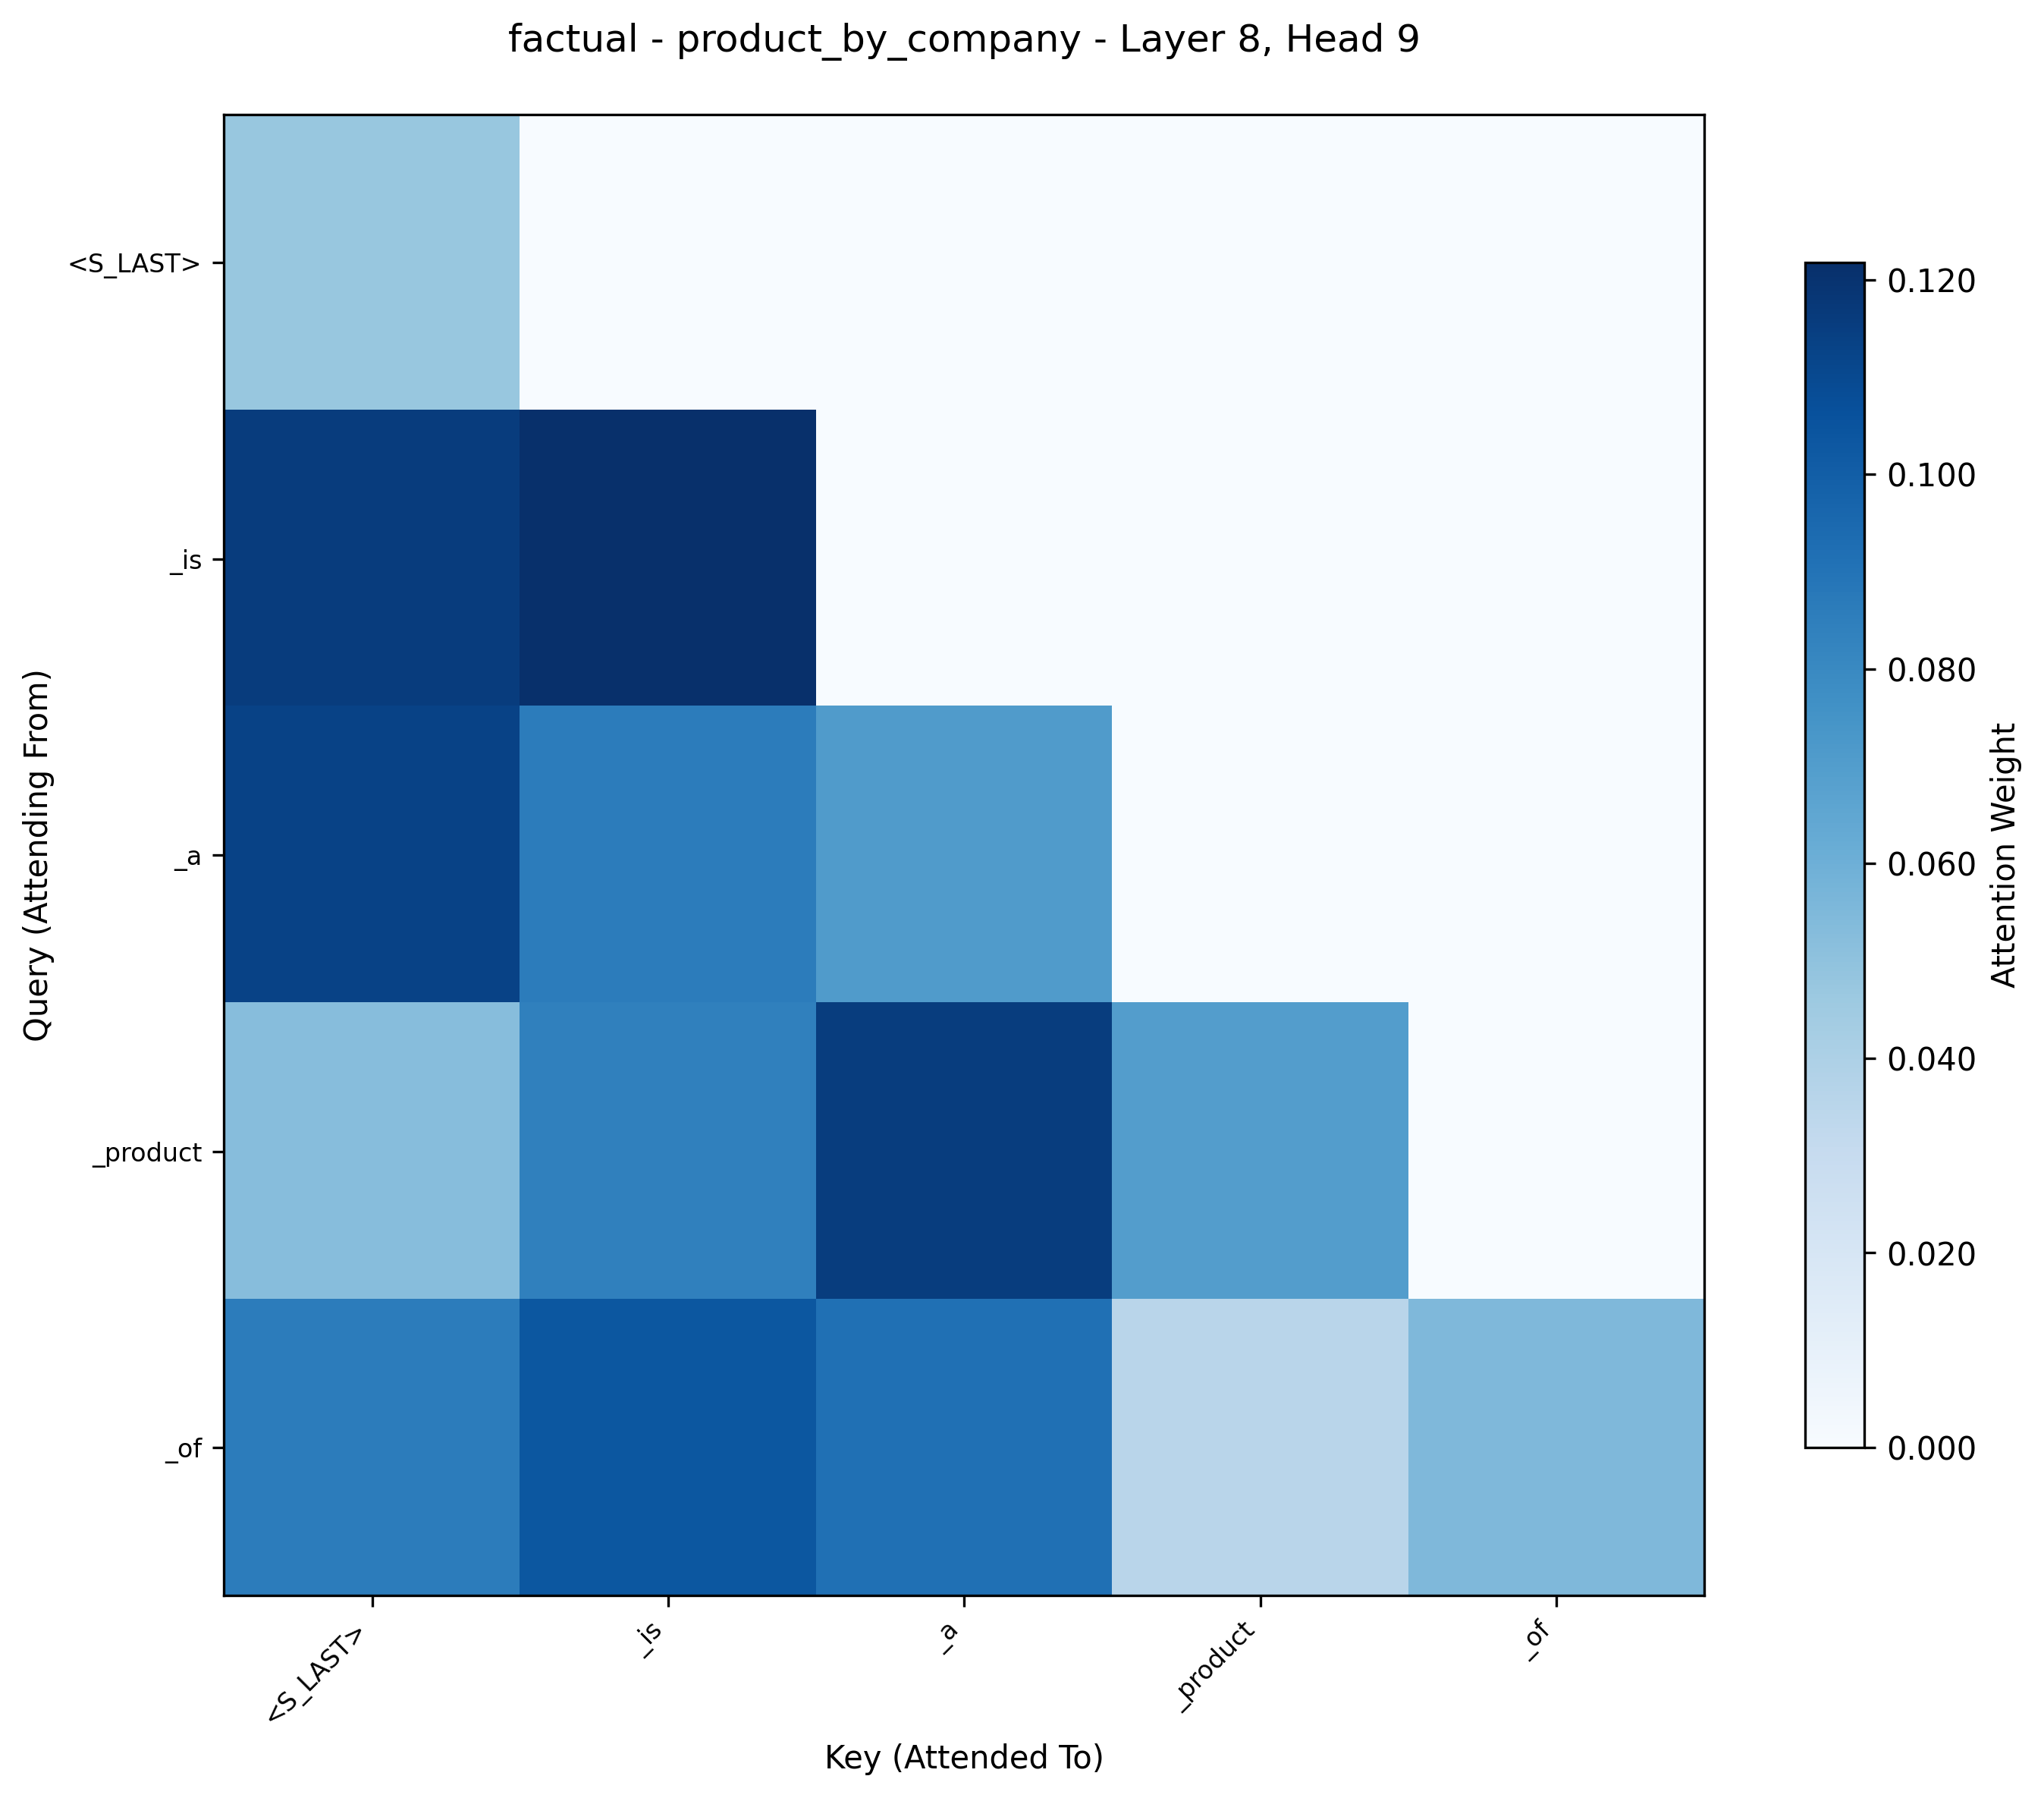 factual - product_by_company - Layer 8, Head 9
Query (Attending From)
<S_LAST>
_is
_a
_product
_of
<S_LAST>
_is
_a
_product
_of
Key (Attended To)
0.120
0.100
0.080
0.060
0.040
0.020
0.000
Attention Weight